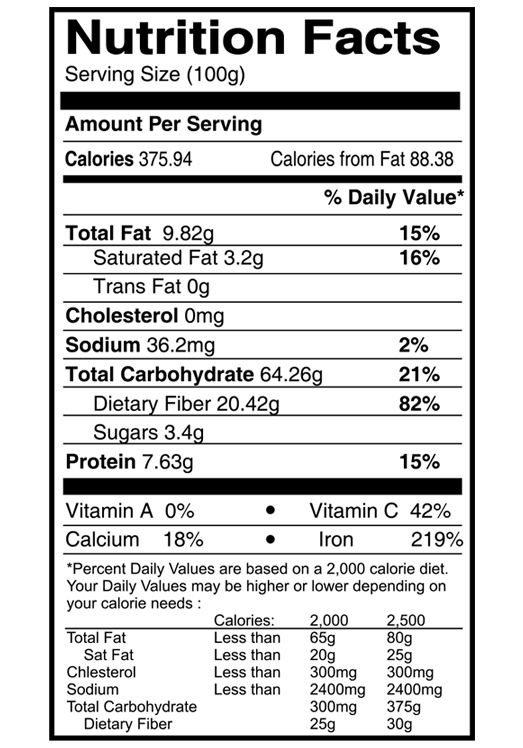 Nutrition Facts
Serving Size (100g)
Amount Per Serving
Calories 375.94 Calories from Fat 88.38
% Daily Value*
Total Fat 9.82g 15%
Saturated Fat 3.2g 16%
Trans Fat 0g
Cholesterol 0mg
Sodium 36.2mg 2%
Total Carbohydrate 64.26g 21%
Dietary Fiber 20.42g 82%
Sugars 3.4g
Protein 7.63g 15%
Vitamin A 0% • Vitamin C 42%
Calcium 18% • Iron 219%
*Percent Daily Values are based on a 2,000 calorie diet.
Your Daily Values may be higher or lower depending on
your calorie needs :
Calories: 2,000 2,500
Total Fat Less than 65g 80g
Sat Fat Less than 20g 25g
Chlesterol Less than 300mg 300mg
Sodium Less than 2400mg 2400mg
Total Carbohydrate 300mg 375g
Dietary Fiber 25g 30g